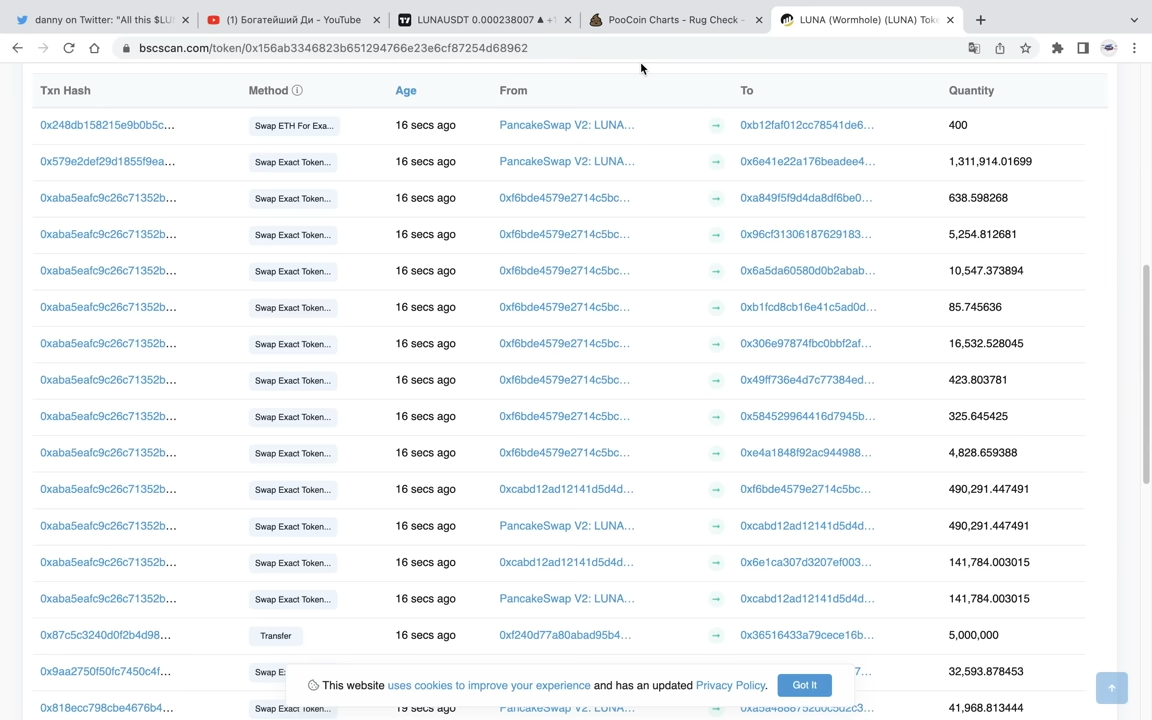 danny on Twitter: "All this $LU
(1) Богатейший Ди - YouTube
LUNAUSDT 0.000238007 ▲ +1
PooCoin Charts - Rug Check -
LUNA (Wormhole) (LUNA) Tok
bscscan.com/token/0x156ab3346823b651294766e23e6cf87254d68962
Txn Hash Method Age From To Quantity
0x248db158215e9b0b5c... Swap ETH For Exa... 16 secs ago PancakeSwap V2: LUNA... 0xb12faf012cc78541de6... 400
0x579e2def29d1855f9ea... Swap Exact Token... 16 secs ago PancakeSwap V2: LUNA... 0x6e41e22a176beadee4... 1,311,914.01699
0xaba5eafc9c26c71352b... Swap Exact Token... 16 secs ago 0xf6bde4579e2714c5bc... 0xa849f5f9d4da8df6be0... 638.598268
0xaba5eafc9c26c71352b... Swap Exact Token... 16 secs ago 0xf6bde4579e2714c5bc... 0x96cf31306187629183... 5,254.812681
0xaba5eafc9c26c71352b... Swap Exact Token... 16 secs ago 0xf6bde4579e2714c5bc... 0x6a5da60580d0b2abab... 10,547.373894
0xaba5eafc9c26c71352b... Swap Exact Token... 16 secs ago 0xf6bde4579e2714c5bc... 0xb1fcd8cb16e41c5ad0d... 85.745636
0xaba5eafc9c26c71352b... Swap Exact Token... 16 secs ago 0xf6bde4579e2714c5bc... 0x306e97874fbc0bbf2af... 16,532.528045
0xaba5eafc9c26c71352b... Swap Exact Token... 16 secs ago 0xf6bde4579e2714c5bc... 0x49ff736e4d7c77384ed... 423.803781
0xaba5eafc9c26c71352b... Swap Exact Token... 16 secs ago 0xf6bde4579e2714c5bc... 0x584529964416d7945b... 325.645425
0xaba5eafc9c26c71352b... Swap Exact Token... 16 secs ago 0xf6bde4579e2714c5bc... 0xe4a1848f92ac944988... 4,828.659388
0xaba5eafc9c26c71352b... Swap Exact Token... 16 secs ago 0xcabd12ad12141d5d4d... 0xf6bde4579e2714c5bc... 490,291.447491
0xaba5eafc9c26c71352b... Swap Exact Token... 16 secs ago PancakeSwap V2: LUNA... 0xcabd12ad12141d5d4d... 490,291.447491
0xaba5eafc9c26c71352b... Swap Exact Token... 16 secs ago 0xcabd12ad12141d5d4d... 0x6e1ca307d3207ef003... 141,784.003015
0xaba5eafc9c26c71352b... Swap Exact Token... 16 secs ago PancakeSwap V2: LUNA... 0xcabd12ad12141d5d4d... 141,784.003015
0x87c5c3240d0f2b4d98... Transfer 16 secs ago 0xf240d77a80abad95b4... 0x36516433a79cece16b... 5,000,000
0x9aa2750f50fc7450c4f... Swap E 7... 32,593.878453
This website uses cookies to improve your experience and has an updated Privacy Policy. Got It
0x818ecc798cbe4676b4... Swap Exact Token... 19 secs ago PancakeSwap V2: LUNA... 41,968.813444